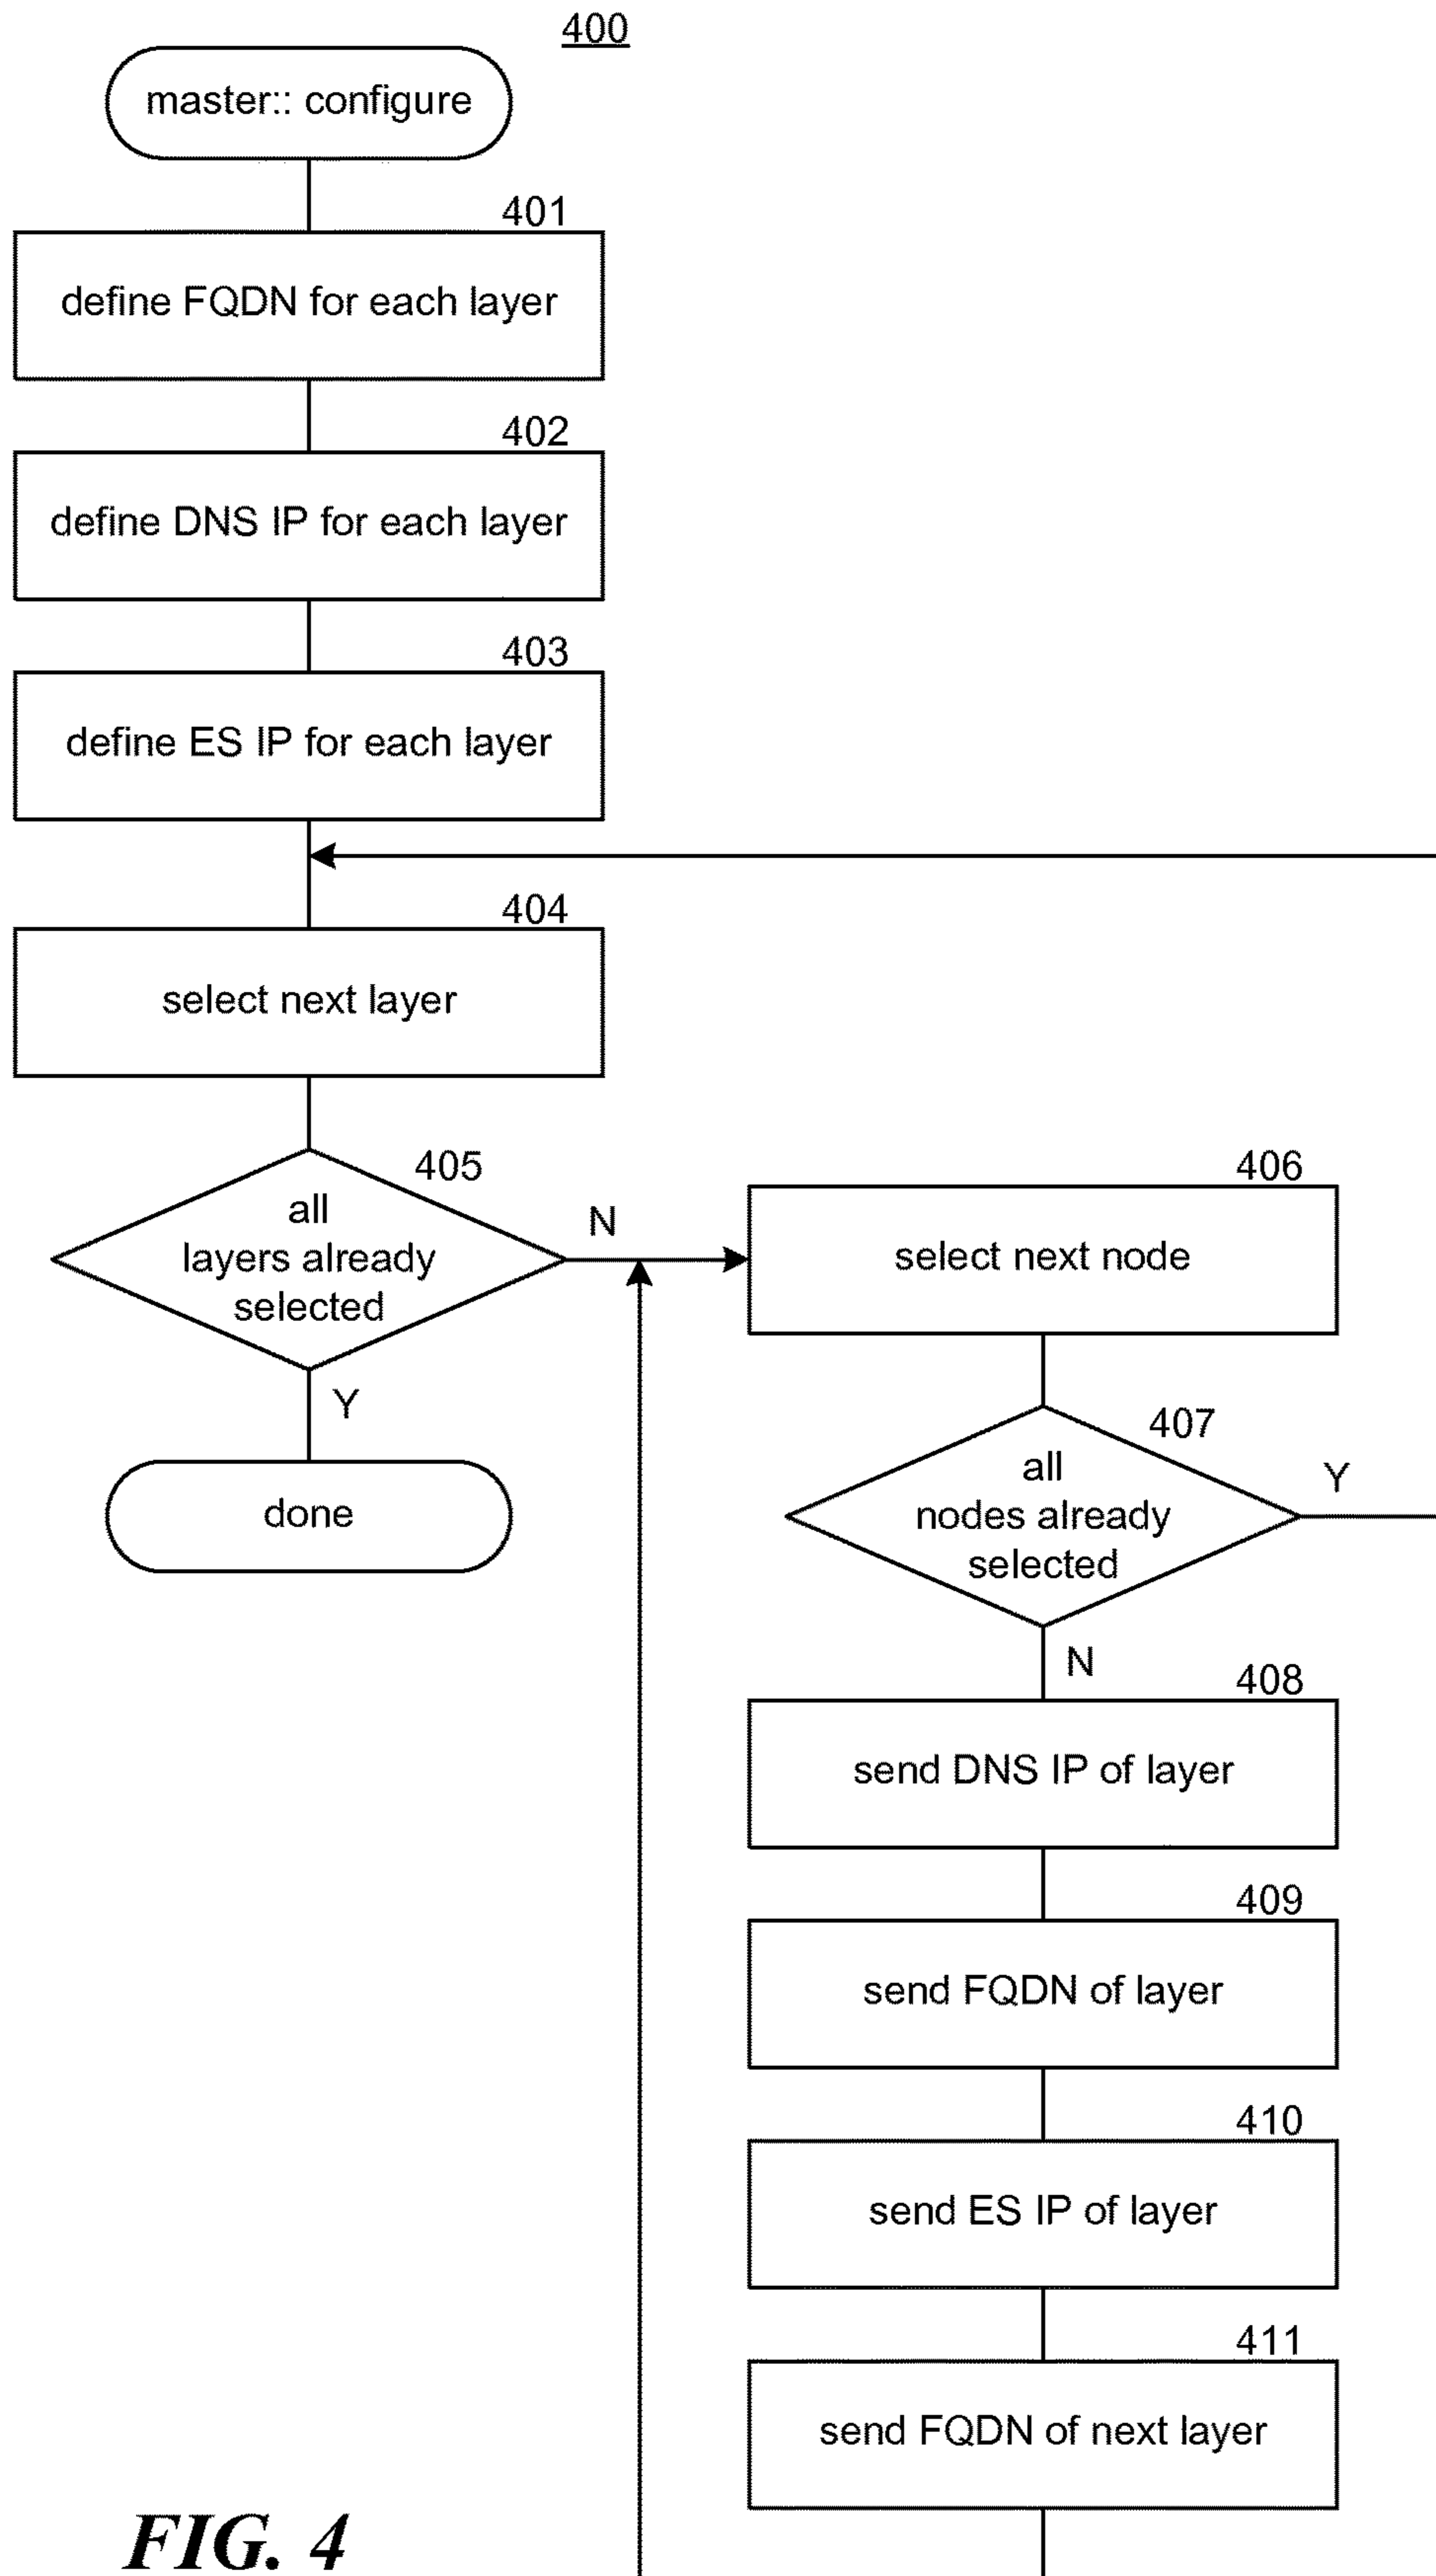 400
master:: configure
401
define FQDN for each layer
402
define DNS IP for each layer
403
define ES IP for each layer
404
select next layer
405
all
layers already
selected
N
Y
done
406
select next node
407
all
nodes already
selected
Y
N
408
send DNS IP of layer
409
send FQDN of layer
410
send ES IP of layer
411
send FQDN of next layer
FIG. 4